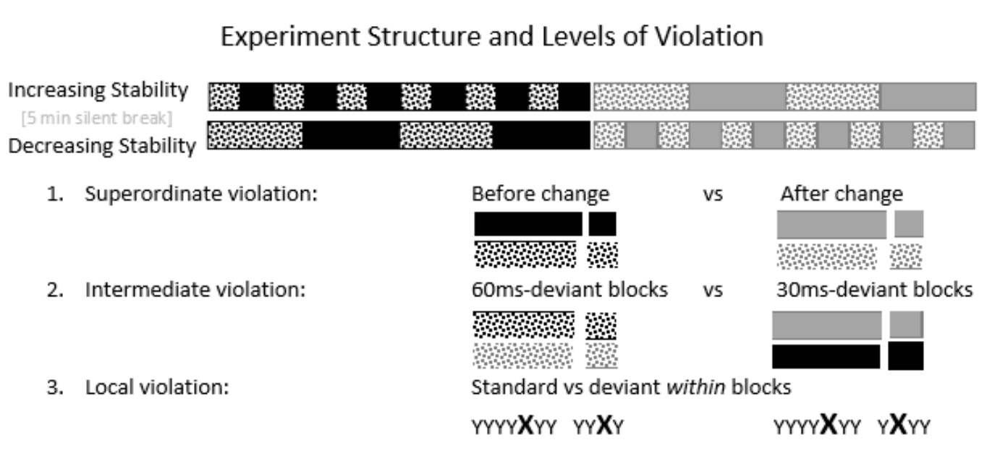 Experiment Structure and Levels of Violation
Increasing Stability
[5 min silent break]
Decreasing Stability
1. Superordinate violation: Before change vs After change
2. Intermediate violation: 60ms-deviant blocks vs 30ms-deviant blocks
3. Local violation: Standard vs deviant within blocks
YYYYXYY YYXY YYYYXYY YXYY